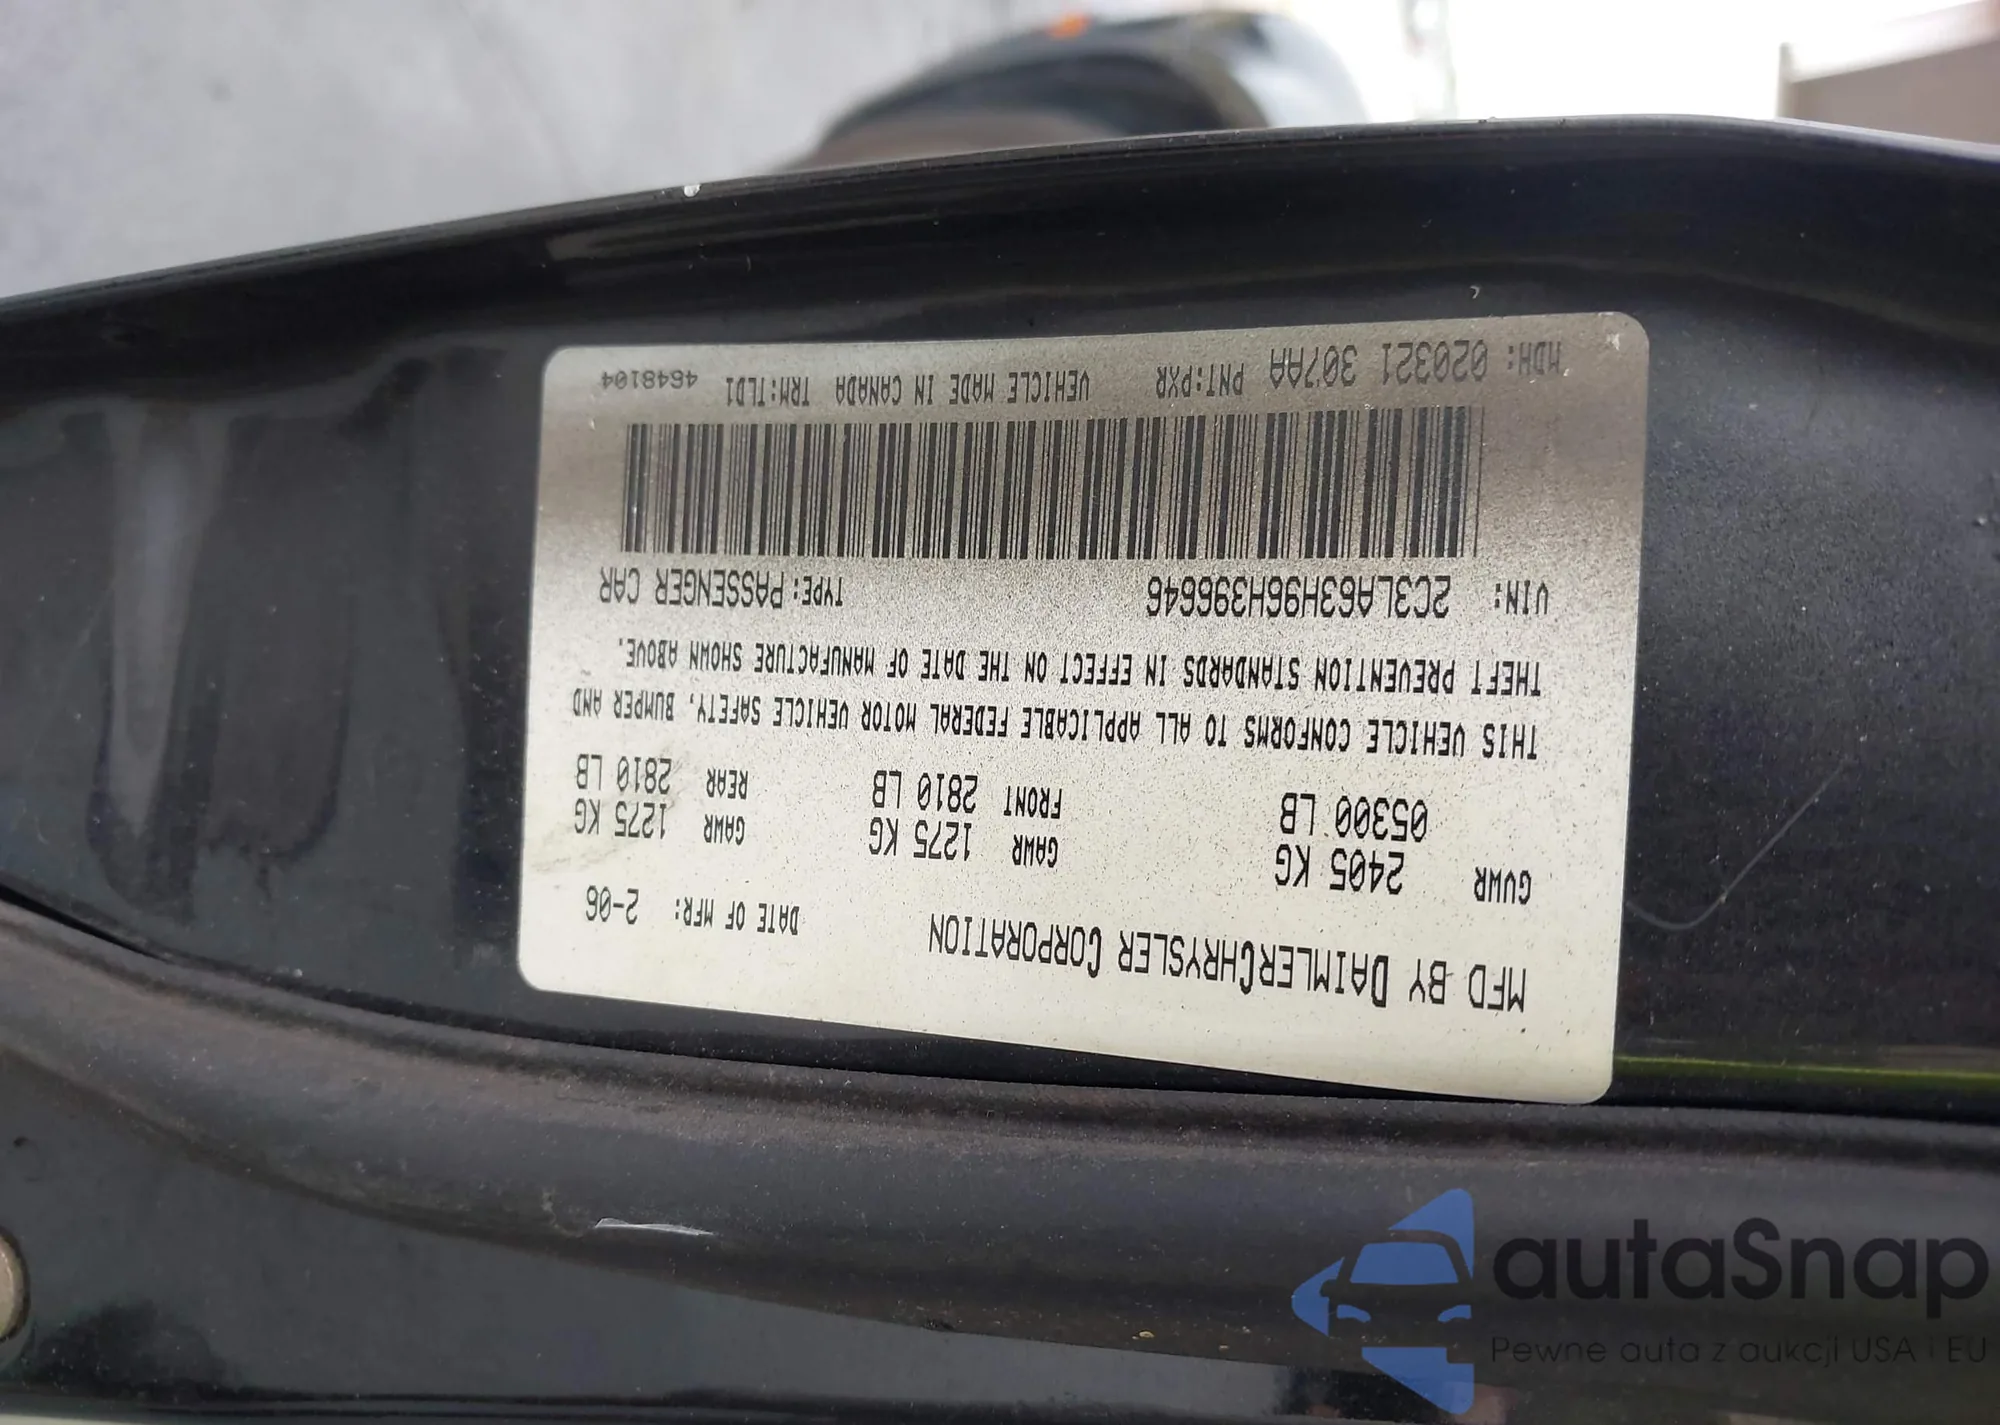 MFD BY DAIMLERCHRYSLER CORPORATION DATE OF MFR: 2-06
GVWR 2405 KG GAWR 1275 KG GAWR 1275 KG
05300 LB FRONT 2810 LB REAR 2810 LB
THIS VEHICLE CONFORMS TO ALL APPLICABLE FEDERAL MOTOR VEHICLE SAFETY, BUMPER AND
THEFT PREVENTION STANDARDS IN EFFECT ON THE DATE OF MANUFACTURE SHOWN ABOVE.
VIN: 2C3LA63H96H396646 TYPE: PASSENGER CAR
MDH: 020321 307AA PNT:PXR VEHICLE MADE IN CANADA TRM:TLD1 4648104
autaSnap
Pewne auta z aukcji USA i EU